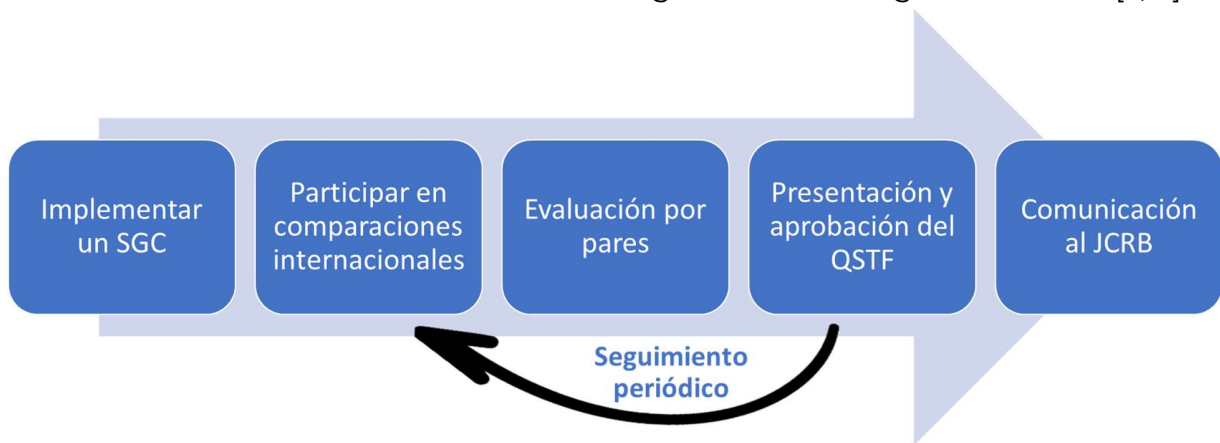 Implementar
un SGC
Participar en
comparaciones
internacionales
Evaluación por
pares
Presentación y
aprobación del
QSTF
Comunicación
al JCRB
Seguimiento
periódico